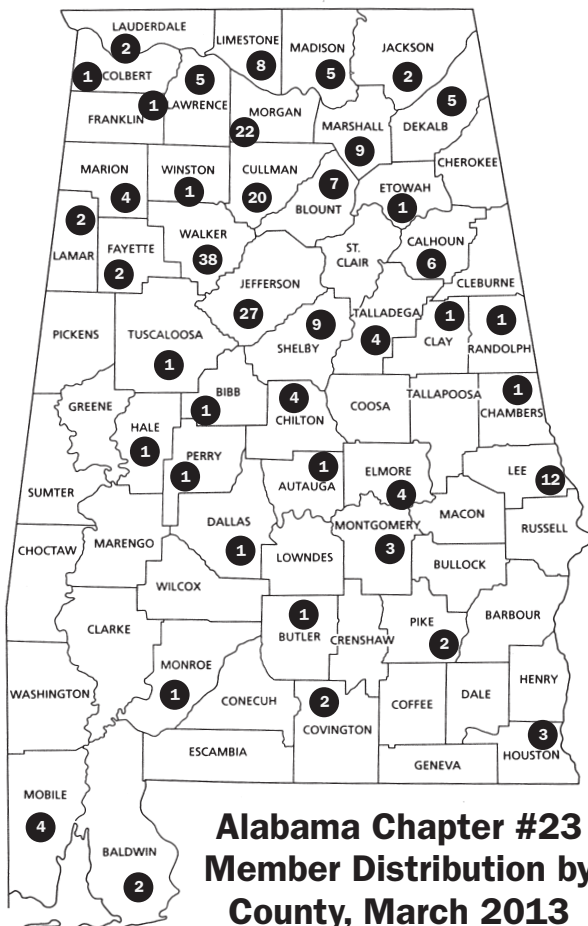 LAUDERDALE
2
LIMESTONE
8
MADISON
5
JACKSON
2
1
COLBERT
5
LAWRENCE
1
FRANKLIN
MORGAN
22
MARSHALL
9
5
DEKALB
CHEROKEE
MARION
4
WINSTON
1
CULLMAN
20
7
BLOUNT
ETOWAH
1
2
LAMAR
FAYETTE
2
WALKER
38
JEFFERSON
27
ST.
CLAIR
CALHOUN
6
CLEBURNE
PICKENS
TUSCALOOSA
1
9
SHELBY
TALLADEGA
4
1
CLAY
1
RANDOLPH
GREENE
HALE
1
BIBB
1
4
CHILTON
COOSA
TALLAPOOSA
1
CHAMBERS
SUMTER
PERRY
1
1
AUTAUGA
ELMORE
4
LEE
12
CHOCTAW
MARENGO
DALLAS
1
LOWNDES
MONTGOMERY
3
MACON
RUSSELL
BULLOCK
WILCOX
CLARKE
1
BUTLER
CRENSHAW
PIKE
2
BARBOUR
WASHINGTON
MONROE
1
CONECUH
2
COVINGTON
COFFEE
DALE
HENRY
ESCAMBIA
GENEVA
3
HOUSTON
MOBILE
4
BALDWIN
2
Alabama Chapter #23
Member Distribution by
County, March 2013